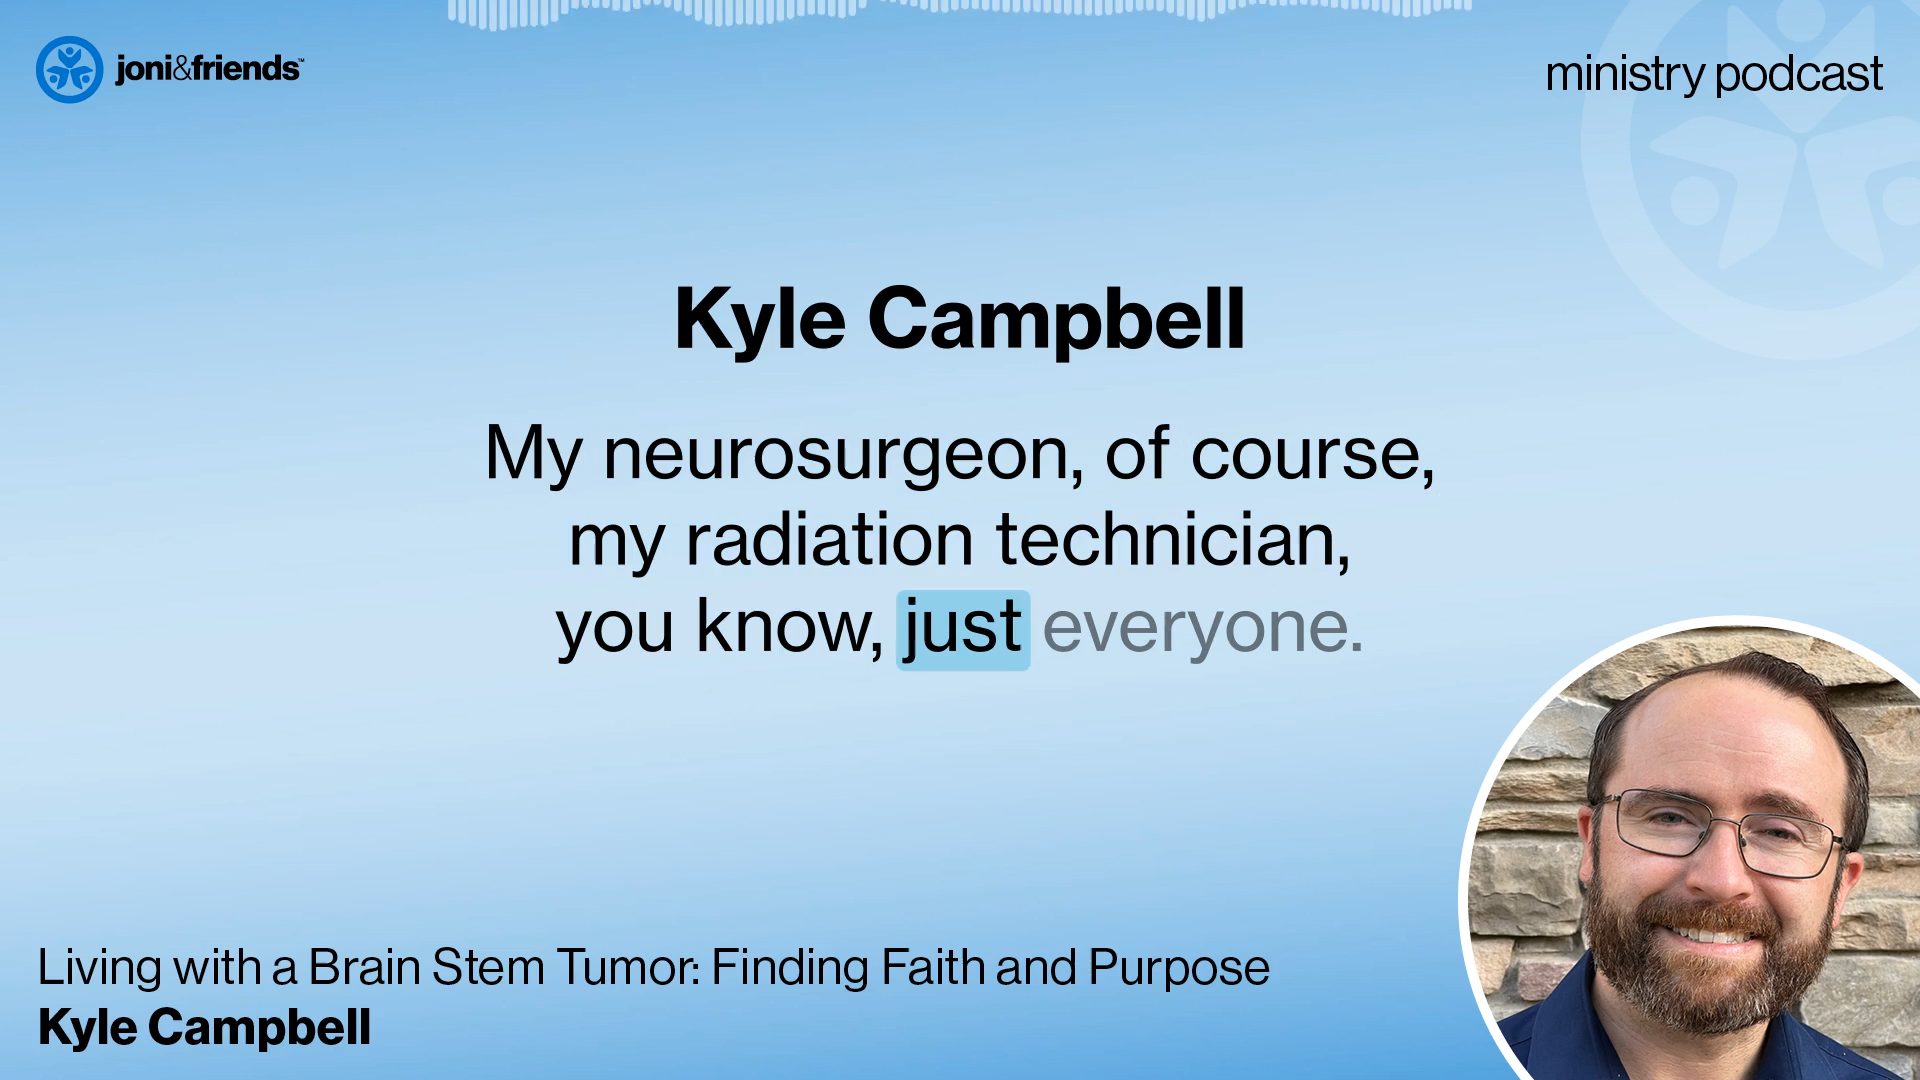 joni&friends™
ministry podcast
Kyle Campbell
My neurosurgeon, of course,
my radiation technician,
you know, just everyone.
Living with a Brain Stem Tumor: Finding Faith and Purpose
Kyle Campbell